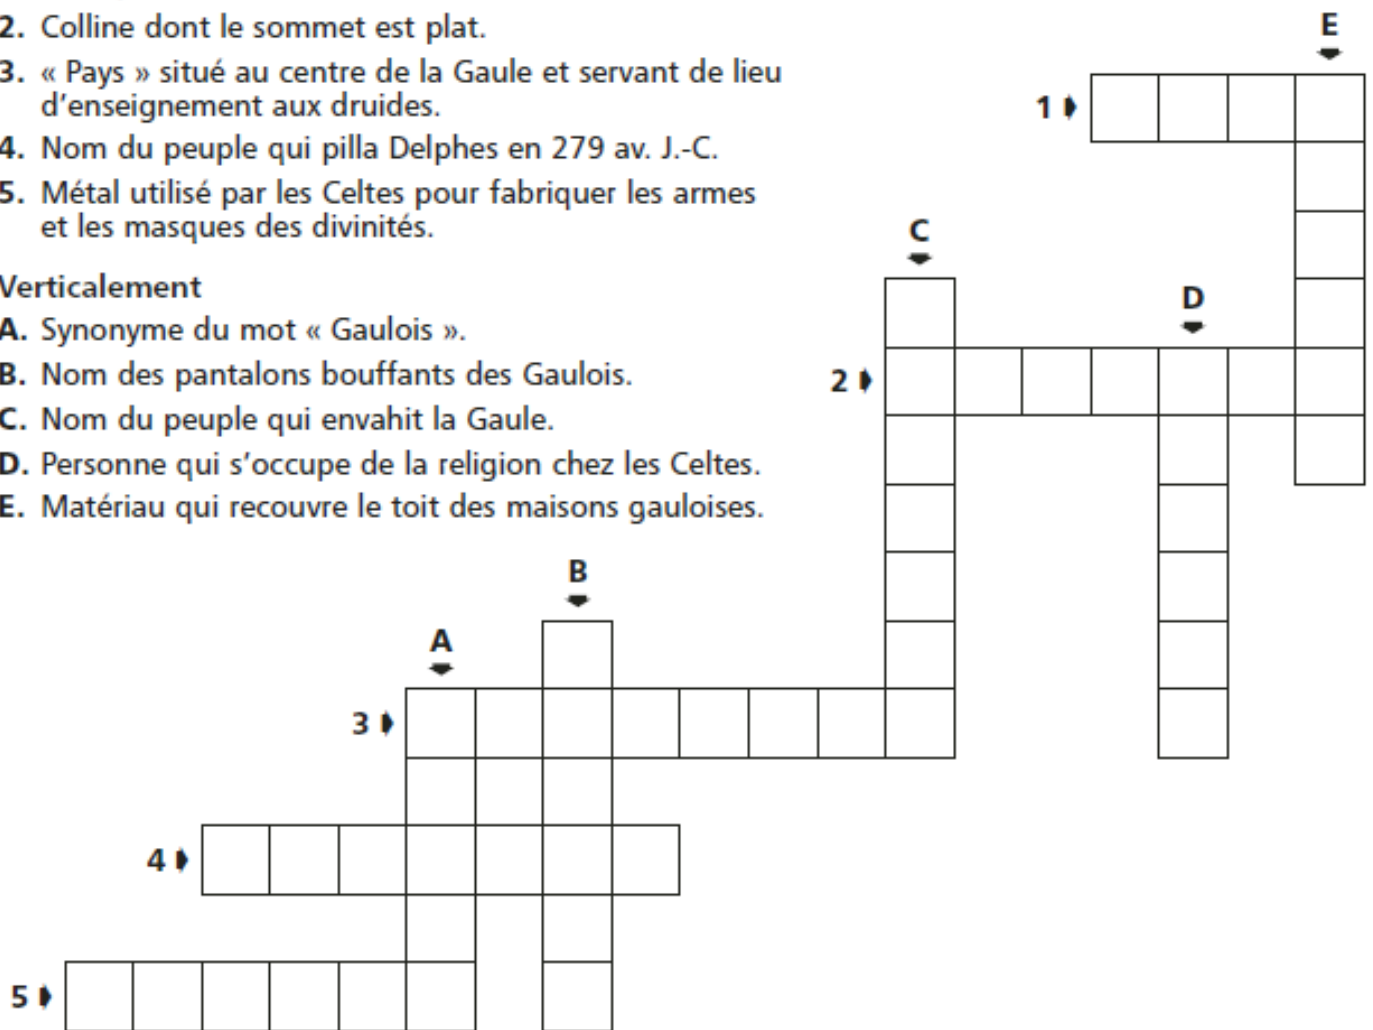 2. Colline dont le sommet est plat.
3. « Pays » situé au centre de la Gaule et servant de lieu
d’enseignement aux druides.
4. Nom du peuple qui pilla Delphes en 279 av. J.-C.
5. Métal utilisé par les Celtes pour fabriquer les armes
et les masques des divinités.
Verticalement
A. Synonyme du mot « Gaulois ».
B. Nom des pantalons bouffants des Gaulois.
C. Nom du peuple qui envahit la Gaule.
D. Personne qui s’occupe de la religion chez les Celtes.
E. Matériau qui recouvre le toit des maisons gauloises.
E
1
C
D
2
B
A
3
4
5